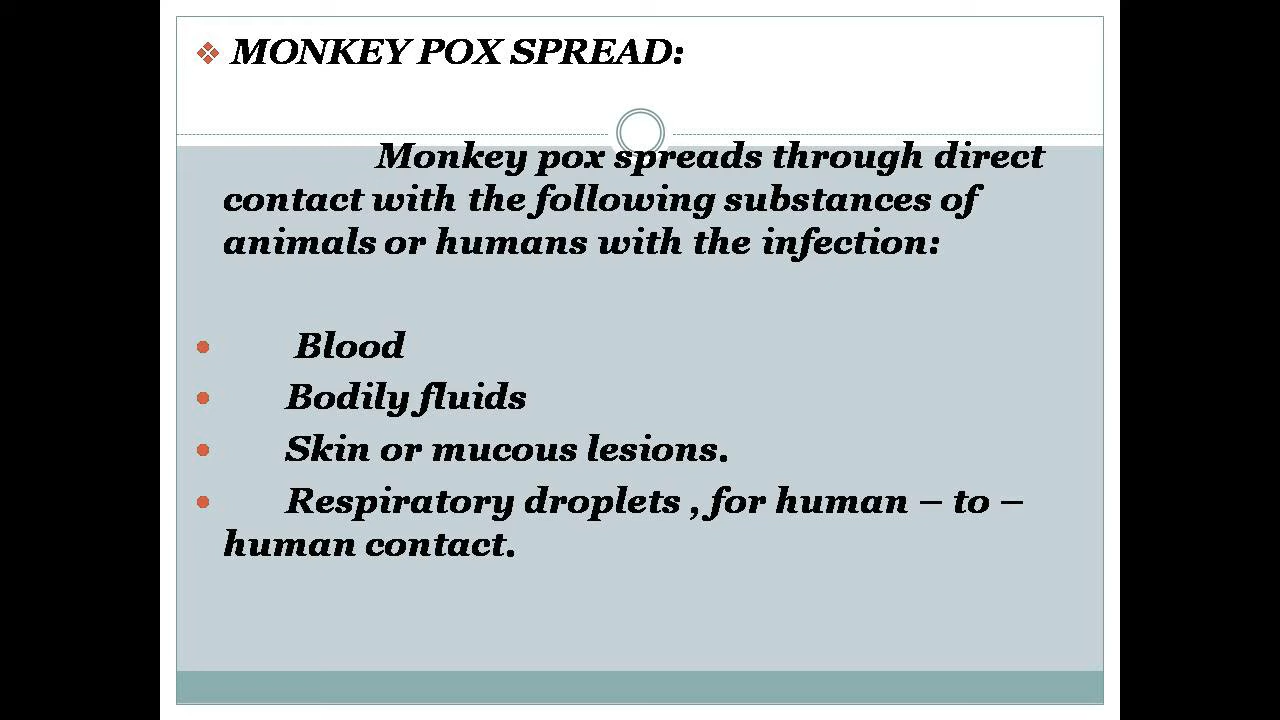 MONKEY POX SPREAD:
Monkey pox spreads through direct
contact with the following substances of
animals or humans with the infection:
Blood
Bodily fluids
Skin or mucous lesions.
Respiratory droplets , for human – to –
human contact.